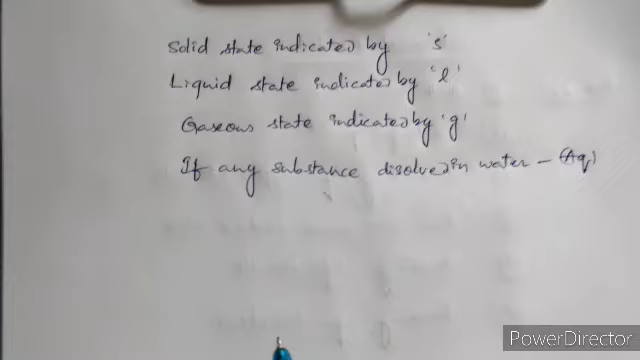 Solid state indicated by 's'
Liquid state indicated by 'l'
Gaseous state indicated by 'g'
If any substance disolved in water - (Aq)
PowerDirector